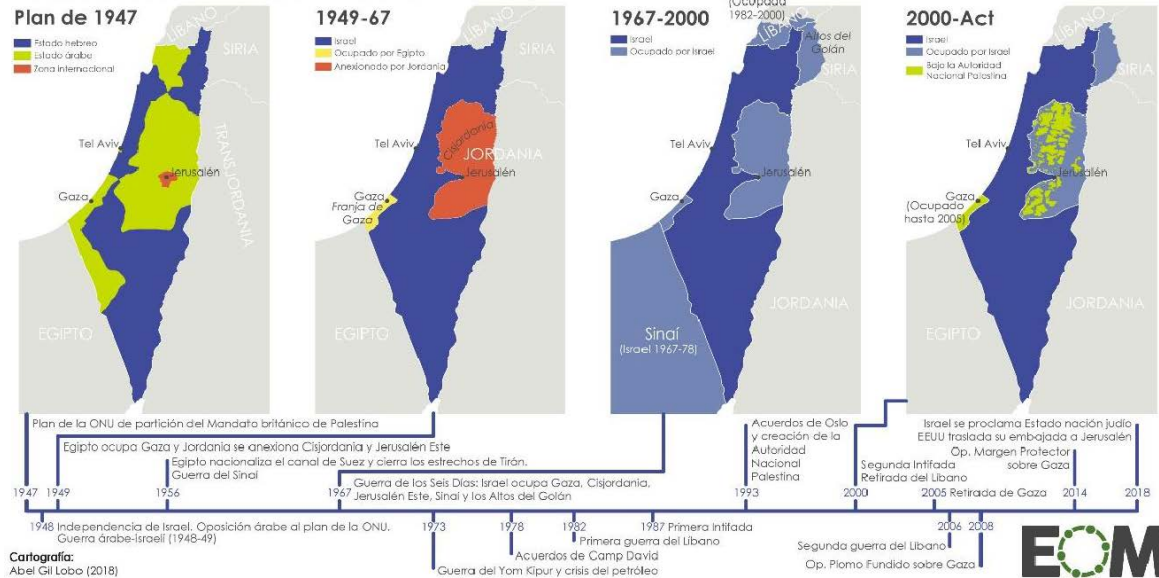 Plan de 1947
Estado hebreo
Estado árabe
Zona internacional
LÍBANO
SIRIA
Tel Aviv
TRANSJORDANIA
Jerusalén
Gaza
EGIPTO
1949-67
Israel
Ocupado por Egipto
Anexionado por Jordania
LÍBANO
SIRIA
Tel Aviv
Cisjordania
JORDANIA
Jerusalén
Gaza
Franja de
Gaza
EGIPTO
1967-2000
Israel
Ocupado por Israel
(Ocupada
1982-2000)
LÍBANO
Altos del
Golán
SIRIA
Tel Aviv
Jerusalén
Gaza
JORDANIA
Sinaí
(Israel 1967-78)
2000-Act
Israel
Ocupado por Israel
Bajo la Autoridad
Nacional Palestina
LÍBANO
SIRIA
Tel Aviv
Jerusalén
Gaza
(Ocupado
hasta 2005)
JORDANIA
EGIPTO
Plan de la ONU de partición del Mandato británico de Palestina
Egipto ocupa Gaza y Jordania se anexiona Cisjordania y Jerusalén Este
Egipto nacionaliza el canal de Suez y cierra los estrechos de Tirán.
Guerra del Sinaí
Guerra de los Seis Días: Israel ocupa Gaza, Cisjordania,
Jerusalén Este, Sinaí y los Altos del Golán
Acuerdos de Oslo
y creación de la
Autoridad
Nacional
Palestina
Segunda Intifada
Retirada del Líbano
Israel se proclama Estado nación judío
EEUU traslada su embajada a Jerusalén
Op. Margen Protector
sobre Gaza
Retirada de Gaza
1947
1949
1956
1967
1993
2000
2005
2014
2018
1948
Independencia de Israel. Oposición árabe al plan de la ONU.
Guerra árabe-israelí (1948-49)
1973
1978
1982
1987 Primera Intifada
2006
2008
Primera guerra del Líbano
Acuerdos de Camp David
Guerra del Yom Kipur y crisis del petróleo
Segunda guerra del Líbano
Op. Plomo Fundido sobre Gaza
Cartografía:
Abel Gil Lobo (2018)
EOM